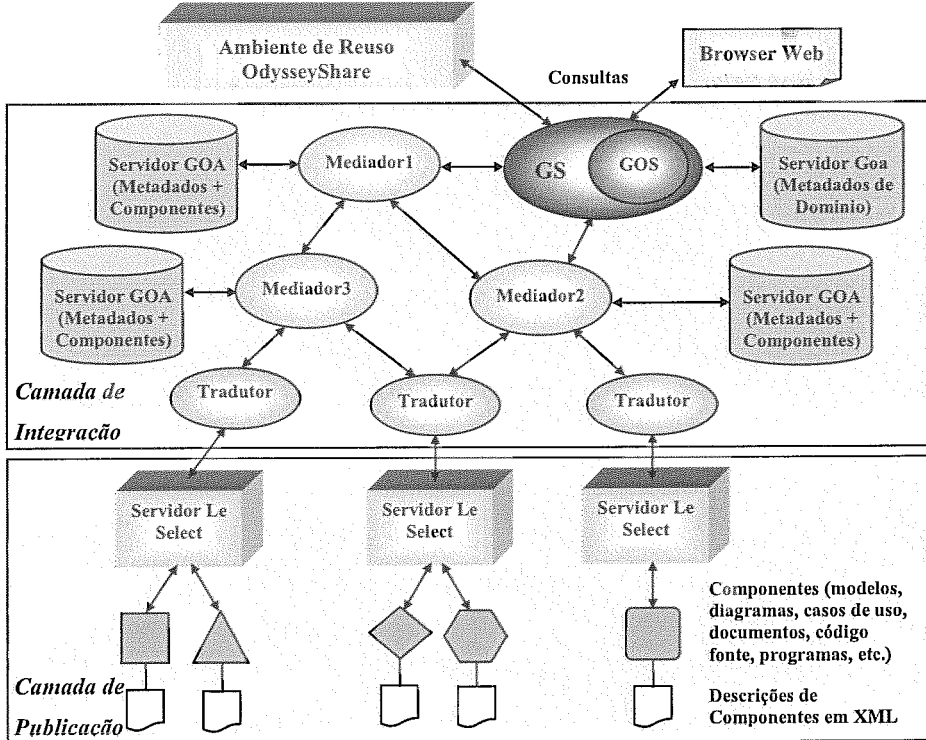 Ambiente de Reuso
OdysseyShare
Consultas
Browser Web
Servidor GOA
(Metadados +
Componentes)
Mediador1
GS
GOS
Servidor Goa
(Metadados de
Dominio)
Servidor GOA
(Metadados +
Componentes)
Mediador3
Mediador2
Servidor GOA
(Metadados +
Componentes)
Camada de
Integração
Tradutor
Tradutor
Tradutor
Servidor Le
Select
Servidor Le
Select
Servidor Le
Select
Componentes (modelos,
diagramas, casos de uso,
documentos, código
fonte, programas, etc.)
Camada de
Publicação
Descrições de
Componentes em XML